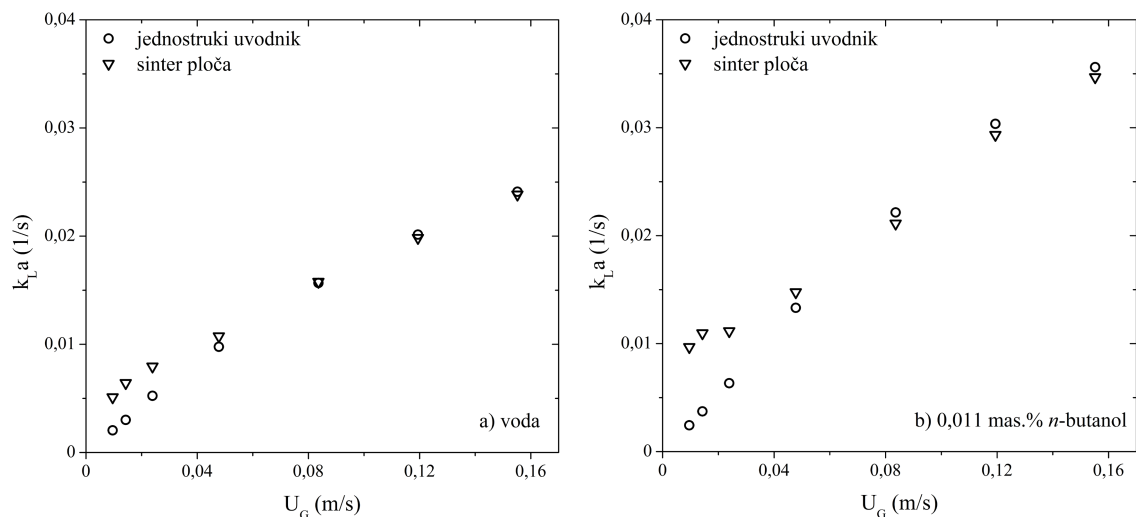 jednostruki uvodnik
sinter ploča
k_L a (1/s)
0,04
0,03
0,02
0,01
0
0
0,04
0,08
0,12
0,16
U_G (m/s)
a) voda
jednostruki uvodnik
sinter ploča
k_L a (1/s)
0,04
0,03
0,02
0,01
0
0
0,04
0,08
0,12
0,16
U_G (m/s)
b) 0,011 mas.% n-butanol